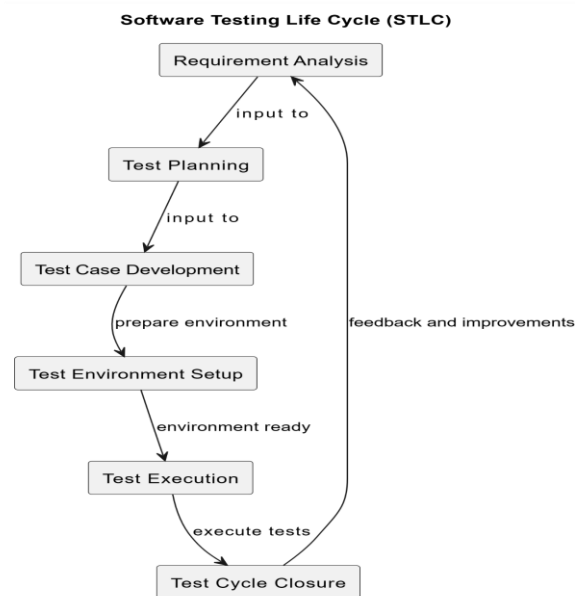 Software Testing Life Cycle (STLC)
Requirement Analysis
input to
Test Planning
input to
Test Case Development
prepare environment
feedback and improvements
Test Environment Setup
environment ready
Test Execution
execute tests
Test Cycle Closure